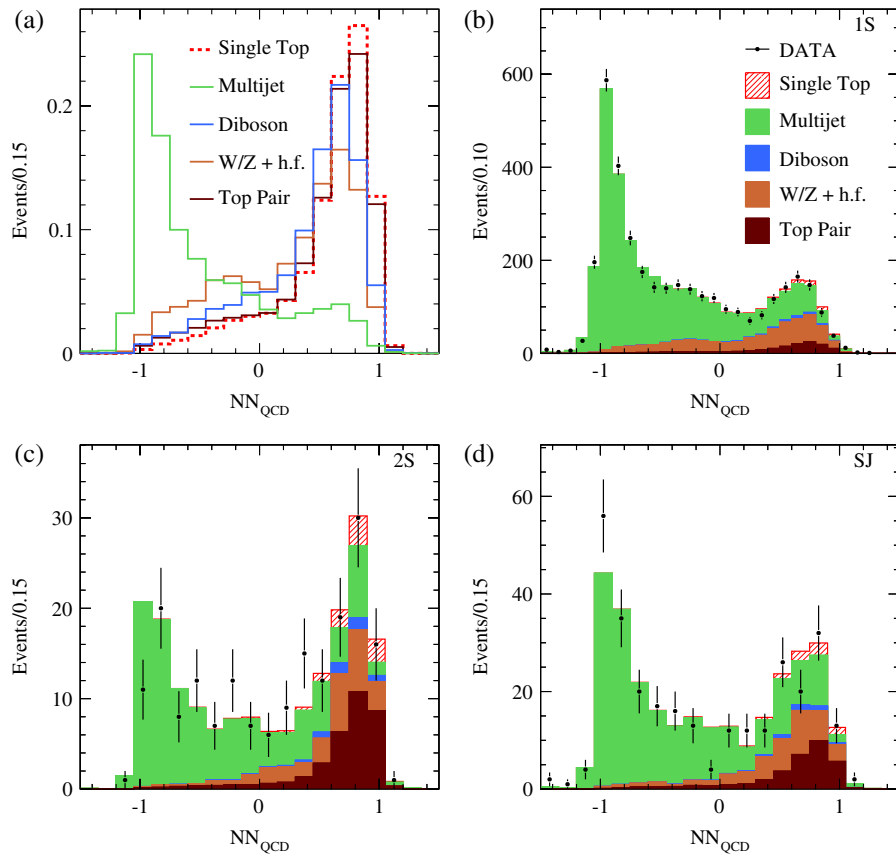 (a)
Single Top
Multijet
Diboson
W/Z + h.f.
Top Pair
Events/0.15
0.2
0.1
0
-1
0
1
NN_QCD
(b)
1S
DATA
Single Top
Multijet
Diboson
W/Z + h.f.
Top Pair
Events/0.10
600
400
200
0
-1
0
1
NN_QCD
(c)
2S
Events/0.15
30
20
10
0
-1
0
1
NN_QCD
(d)
SJ
Events/0.15
60
40
20
0
-1
0
1
NN_QCD